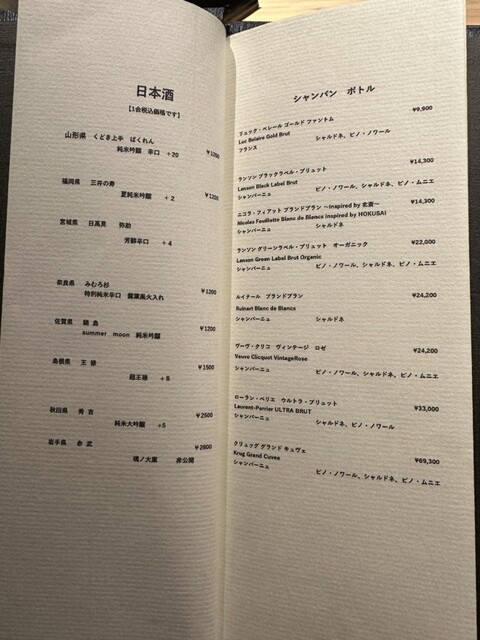 日本酒
【1合税込価格です】
山形県 くどき上手 ばくれん
純米吟醸 辛口 +20 ¥1200
福岡県 三井の寿
夏純米吟醸 +2 ¥1200
宮城県 日高見 弥助
芳醇辛口 +4
奈良県 みむろ杉
特別純米辛口 露葉風火入れ ¥1200
佐賀県 鍋島
summer moon 純米吟醸 ¥1200
島根県 王祿
超王祿 +8 ¥1500
秋田県 秀吉
純米大吟醸 +5 ¥2500
岩手県 赤武
魂ノ大業 非公開 ¥2800
シャンパン ボトル
リュック・ベレール ゴールド ファントム ¥9,900
Luc Belaire Gold Brut
フランス シャルドネ、ピノ・ノワール
ランソン ブラックラベル・ブリュット ¥14,300
Lanson Black Label Brut
シャンパーニュ ピノ・ノワール、シャルドネ、ピノ・ムニエ
ニコラ・フィアット ブランドブラン 〜Inspired by 北斎〜 ¥14,300
Nicolas Feuillatte Blanc de Blancs inspired by HOKUSAI
シャンパーニュ シャルドネ
ランソン グリーンラベル・ブリュット オーガニック ¥22,000
Lanson Green Label Brut Organic
シャンパーニュ ピノ・ノワール、シャルドネ、ピノ・ムニエ
ルイナール ブランドブラン ¥24,200
Ruinart Blanc de Blancs
シャンパーニュ シャルドネ
ヴーヴ・クリコ ヴィンテージ ロゼ ¥24,200
Veuve Clicquot VintageRose
シャンパーニュ ピノ・ノワール、シャルドネ、ピノ・ムニエ
ローラン・ペリエ ウルトラ・ブリュット ¥33,000
Laurent-Perrier ULTRA BRUT
シャンパーニュ シャルドネ、ピノ・ノワール
クリュッグ グランド キュヴェ ¥69,300
Krug Grand Cuvee
シャンパーニュ ピノ・ノワール、シャルドネ、ピノ・ムニエ